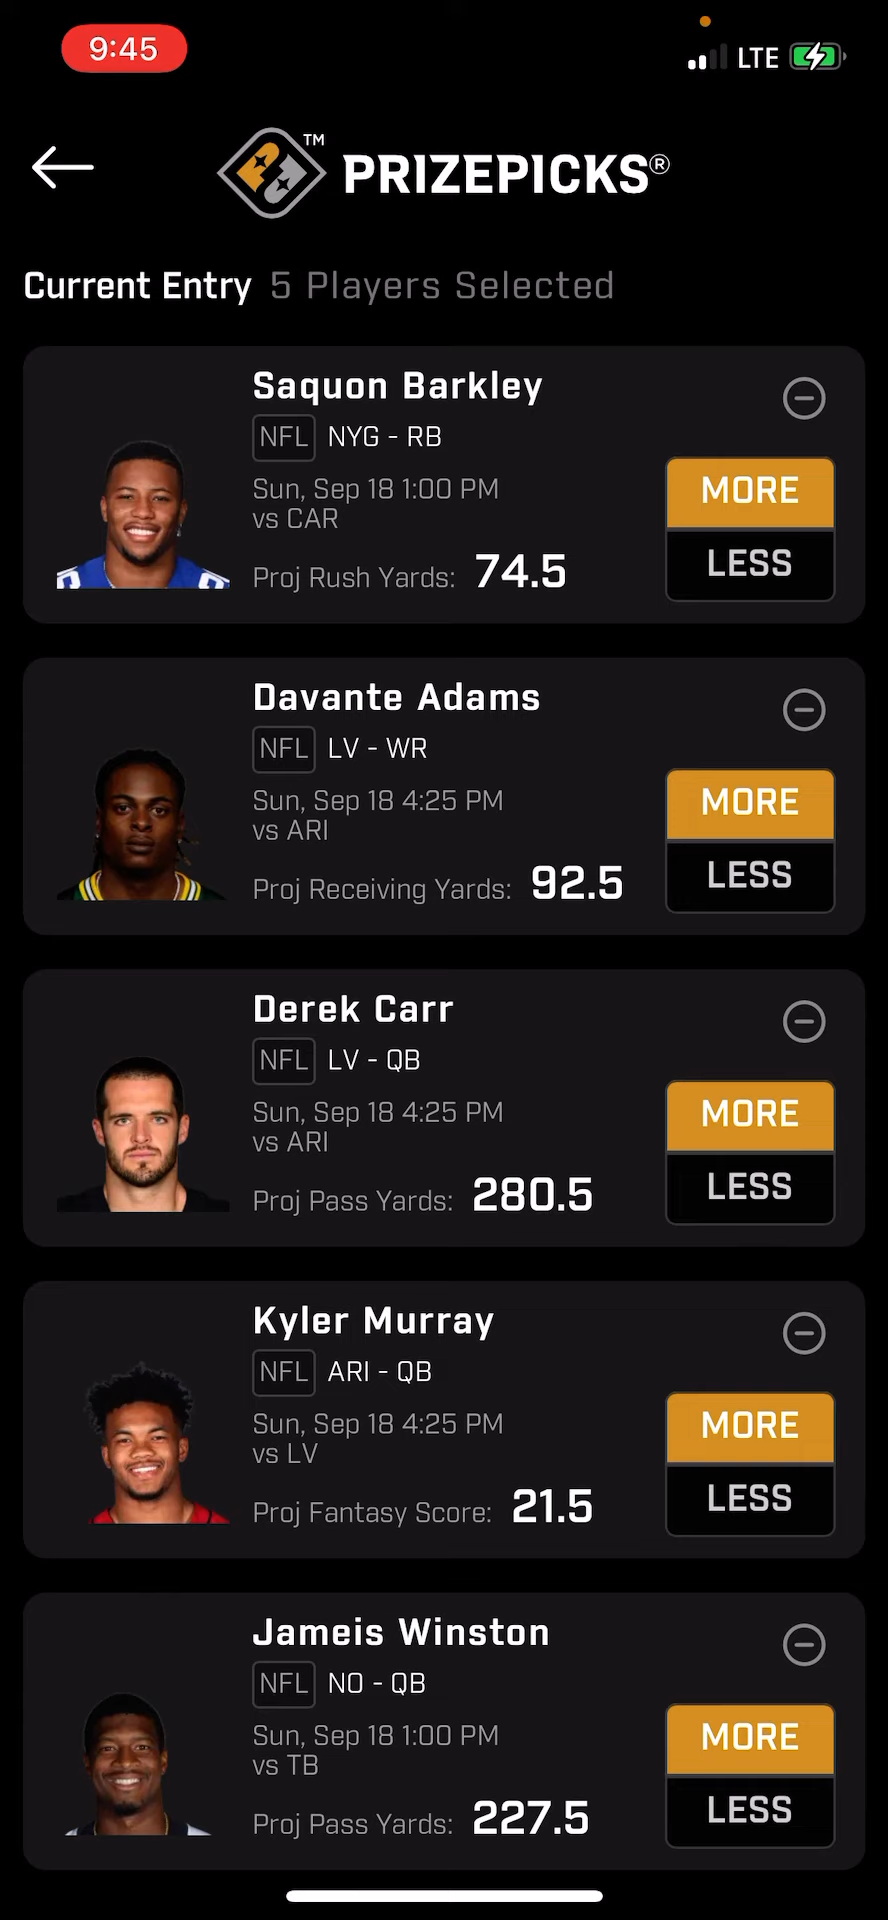 9:45
LTE
PRIZEPICKS®
TM
Current Entry 5 Players Selected
Saquon Barkley
NFL NYG - RB
Sun, Sep 18 1:00 PM
vs CAR
Proj Rush Yards: 74.5
MORE
LESS
Davante Adams
NFL LV - WR
Sun, Sep 18 4:25 PM
vs ARI
Proj Receiving Yards: 92.5
MORE
LESS
Derek Carr
NFL LV - QB
Sun, Sep 18 4:25 PM
vs ARI
Proj Pass Yards: 280.5
MORE
LESS
Kyler Murray
NFL ARI - QB
Sun, Sep 18 4:25 PM
vs LV
Proj Fantasy Score: 21.5
MORE
LESS
Jameis Winston
NFL NO - QB
Sun, Sep 18 1:00 PM
vs TB
Proj Pass Yards: 227.5
MORE
LESS